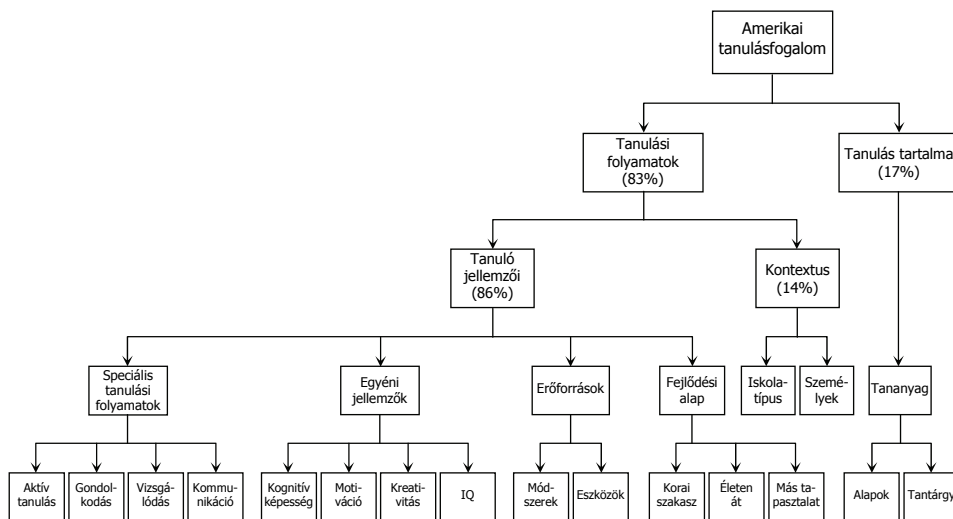 Amerikai
tanulásfogalom
Tanulási
folyamatok
(83%)
Tanulás tartalma
(17%)
Tanuló
jellemzői
(86%)
Kontextus
(14%)
Speciális
tanulási
folyamatok
Egyéni
jellemzők
Erőforrások
Fejlődési
alap
Iskola-
típus
Szemé-
lyek
Tananyag
Aktív
tanulás
Gondol-
kodás
Vizsgá-
lódás
Kommu-
nikáció
Kognitív
képesség
Moti-
váció
Kreati-
vitás
IQ
Mód-
szerek
Eszközök
Korai
szakasz
Életen
át
Más ta-
pasztalat
Alapok
Tantárgy